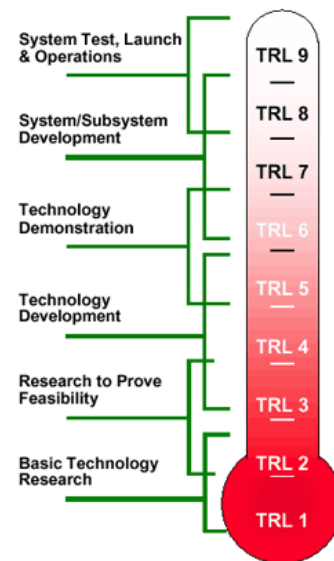 System Test, Launch
& Operations
System/Subsystem
Development
Technology
Demonstration
Technology
Development
Research to Prove
Feasibility
Basic Technology
Research
TRL 9
TRL 8
TRL 7
TRL 6
TRL 5
TRL 4
TRL 3
TRL 2
TRL 1